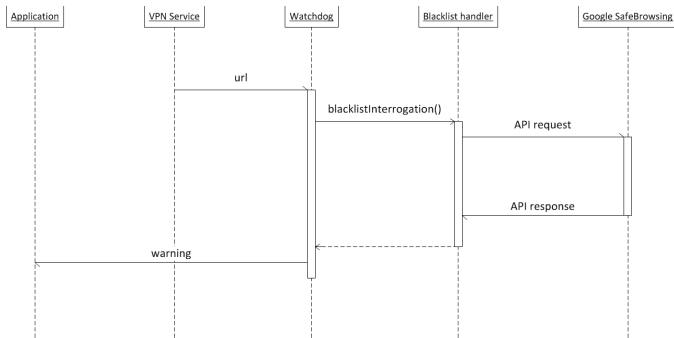 Application
VPN Service
Watchdog
Blacklist handler
Google SafeBrowsing
url
blacklistInterrogation()
API request
API response
warning